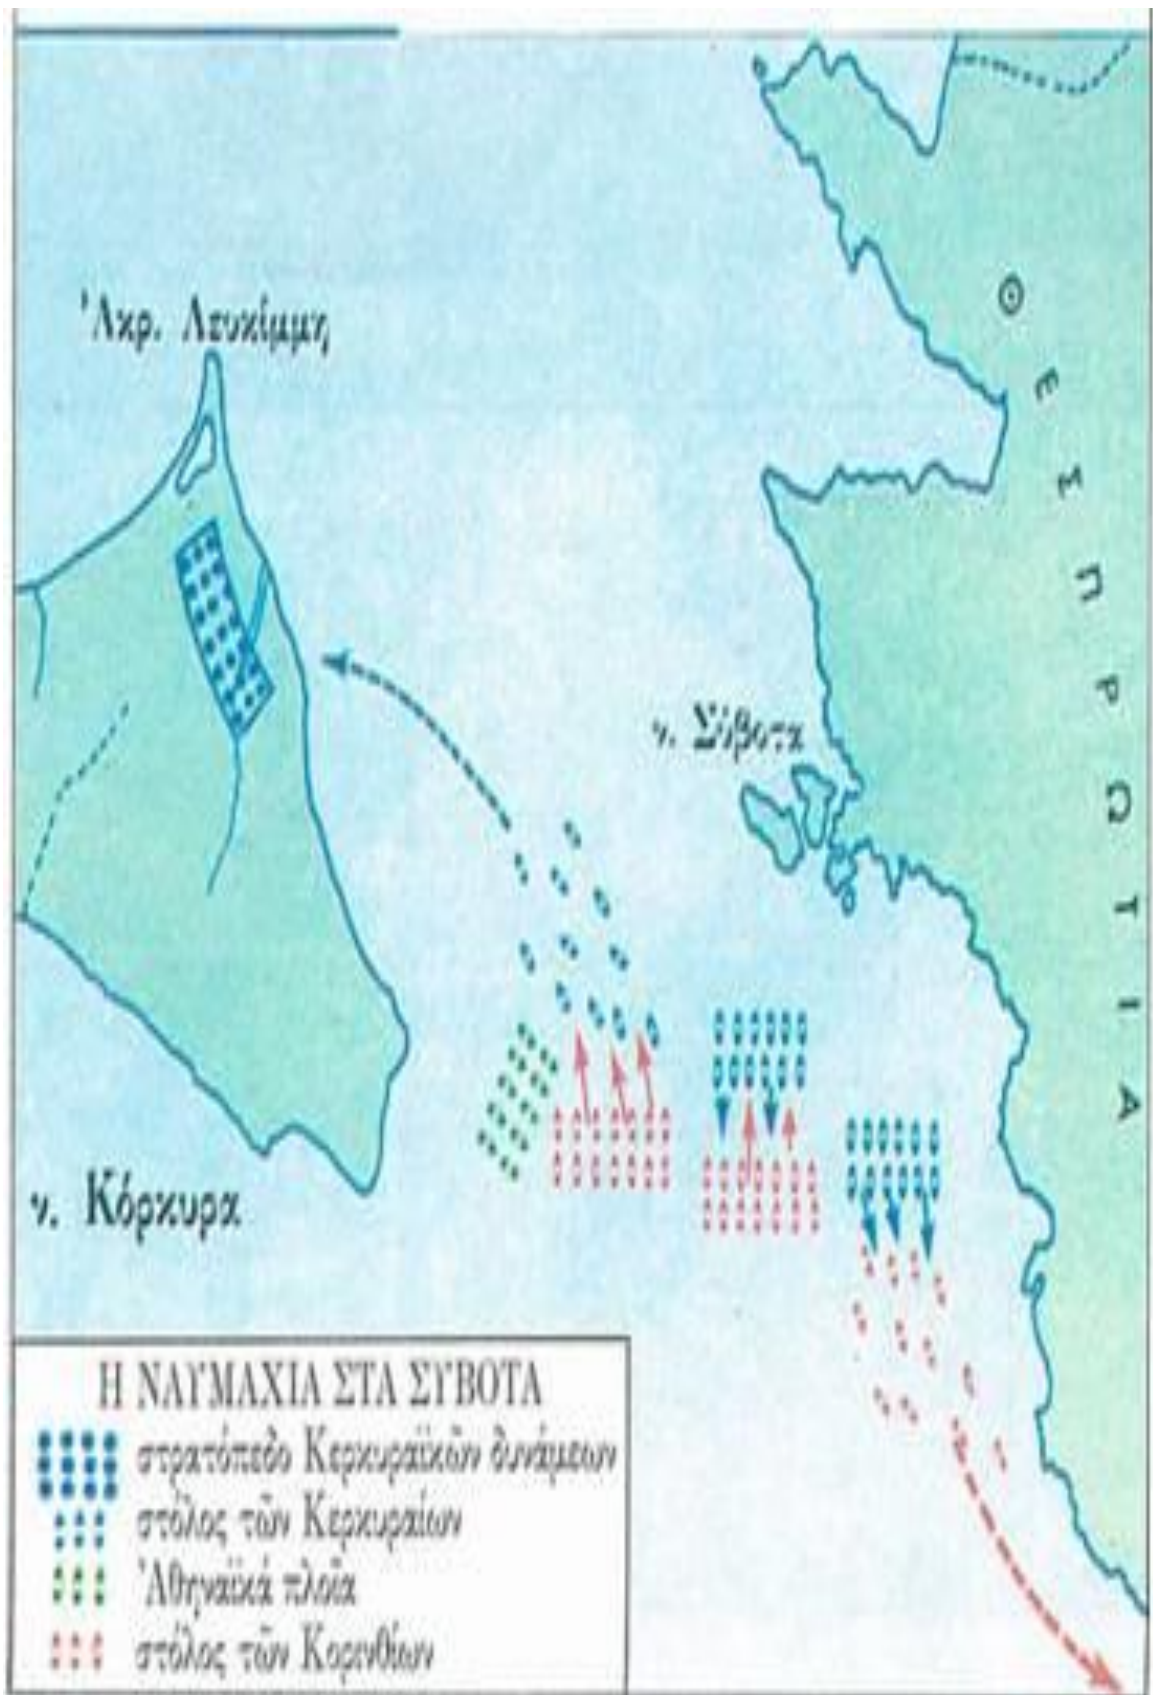 Ἀκρ. Λευκίμμη
ΘΕΣΠΡΩΤΙΑ
ν. Σύβοτα
ν. Κόρκυρα
Η ΝΑΥΜΑΧΙΑ ΣΤΑ ΣΥΒΟΤΑ
στρατόπεδο Κερκυραϊκῶν δυνάμεων
στόλος τῶν Κερκυραίων
Ἀθηναϊκά πλοῖα
στόλος τῶν Κορινθίων